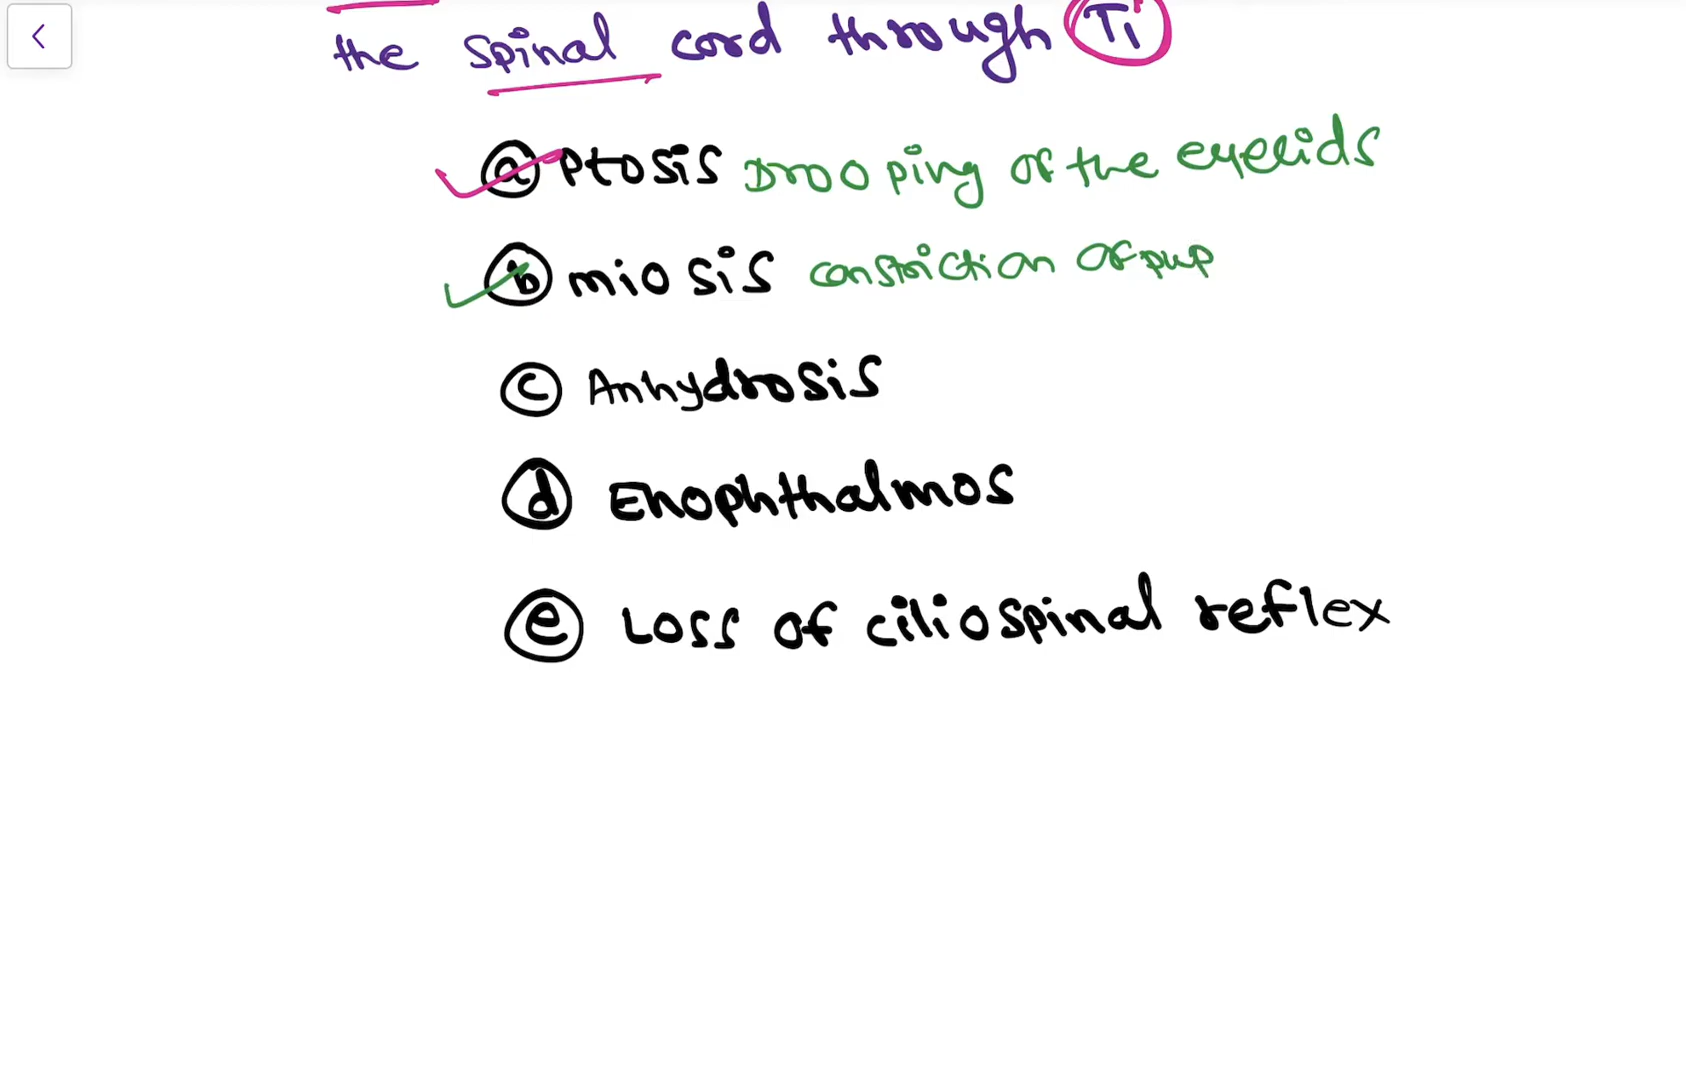 the spinal cord through T1
ⓐ Ptosis Drooping of the eyelids
ⓑ miosis constriction of pup
ⓒ Anhydrosis
ⓓ Enophthalmos
ⓔ Loss of ciliospinal reflex